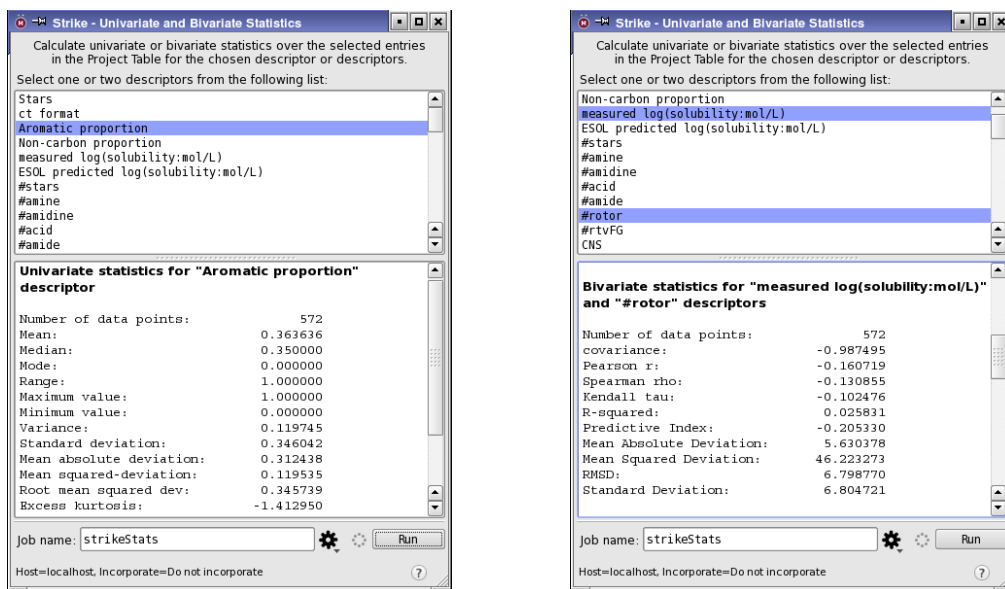 Strike - Univariate and Bivariate Statistics
Calculate univariate or bivariate statistics over the selected entries
in the Project Table for the chosen descriptor or descriptors.
Select one or two descriptors from the following list:
Stars
ct format
Aromatic proportion
Non-carbon proportion
measured log(solubility:mol/L)
ESOL predicted log(solubility:mol/L)
#stars
#amine
#amidine
#acid
#amide
Univariate statistics for "Aromatic proportion"
descriptor
Number of data points: 572
Mean: 0.363636
Median: 0.350000
Mode: 0.000000
Range: 1.000000
Maximum value: 1.000000
Minimum value: 0.000000
Variance: 0.119745
Standard deviation: 0.346042
Mean absolute deviation: 0.312438
Mean squared-deviation: 0.119535
Root mean squared dev: 0.345739
Excess kurtosis: -1.412950
Job name: strikeStats Run
Host=localhost, Incorporate=Do not incorporate ?
Strike - Univariate and Bivariate Statistics
Calculate univariate or bivariate statistics over the selected entries
in the Project Table for the chosen descriptor or descriptors.
Select one or two descriptors from the following list:
Non-carbon proportion
measured log(solubility:mol/L)
ESOL predicted log(solubility:mol/L)
#stars
#amine
#amidine
#acid
#amide
#rotor
#rtvFG
CNS
Bivariate statistics for "measured log(solubility:mol/L)"
and "#rotor" descriptors
Number of data points: 572
covariance: -0.987495
Pearson r: -0.160719
Spearman rho: -0.130855
Kendall tau: -0.102476
R-squared: 0.025831
Predictive Index: -0.205330
Mean Absolute Deviation: 5.630378
Mean Squared Deviation: 46.223273
RMSD: 6.798770
Standard Deviation: 6.804721
Job name: strikeStats Run
Host=localhost, Incorporate=Do not incorporate ?